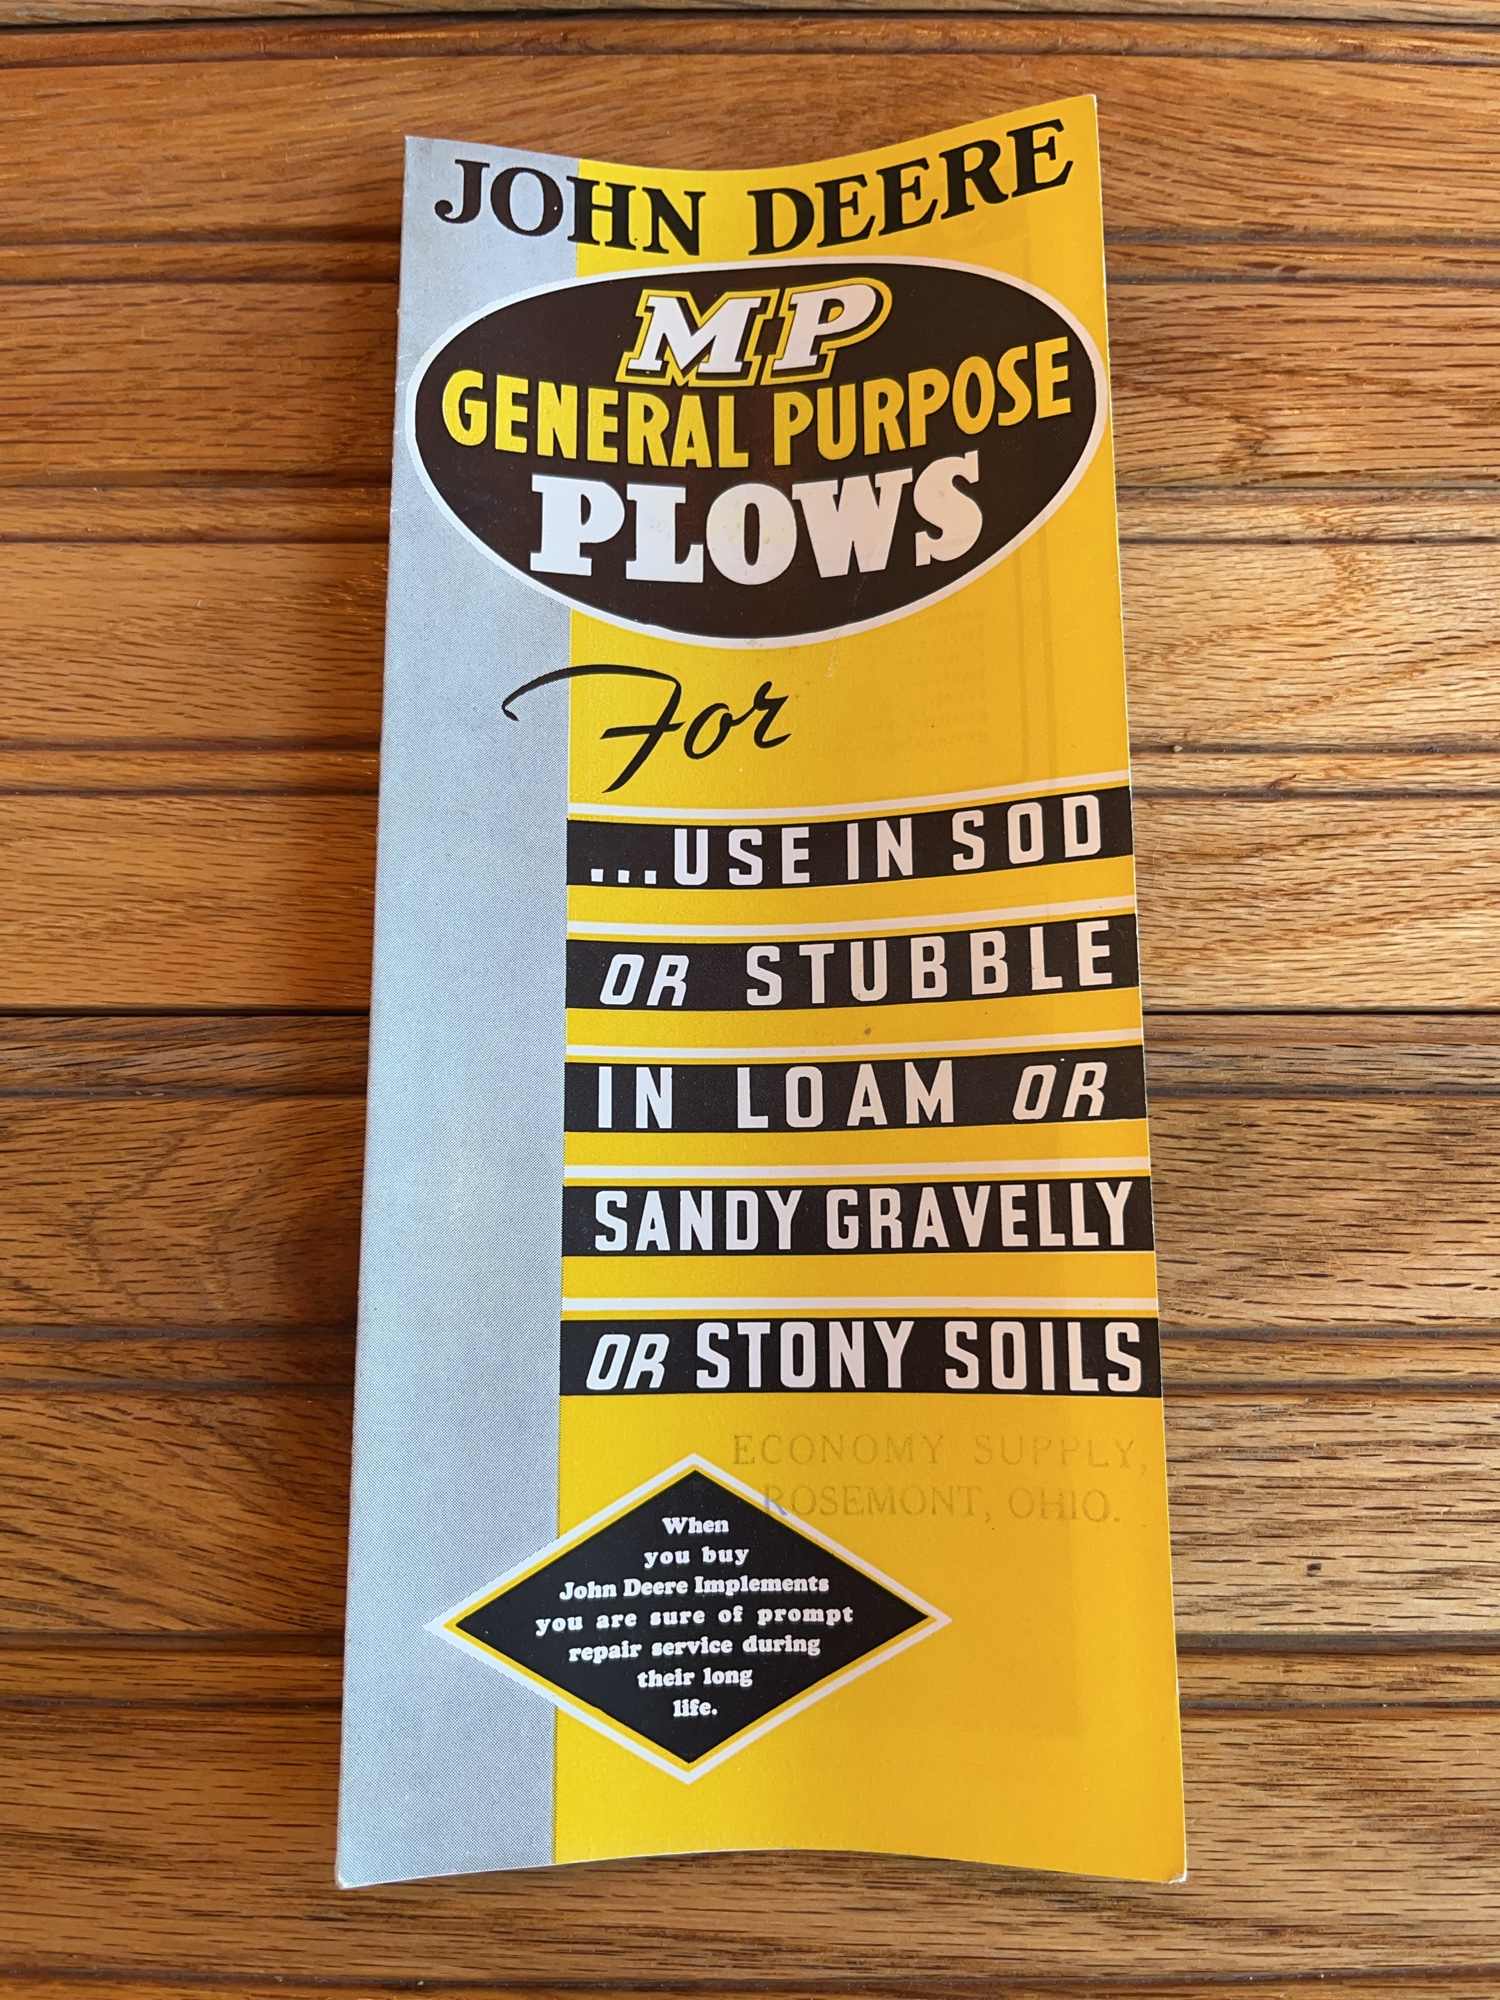 JOHN DEERE
MP
GENERAL PURPOSE
PLOWS
For
...USE IN SOD
OR STUBBLE
IN LOAM OR
SANDY GRAVELLY
OR STONY SOILS
ECONOMY SUPPLY,
ROSEMONT, OHIO.
When
you buy
John Deere Implements
you are sure of prompt
repair service during
their long
life.